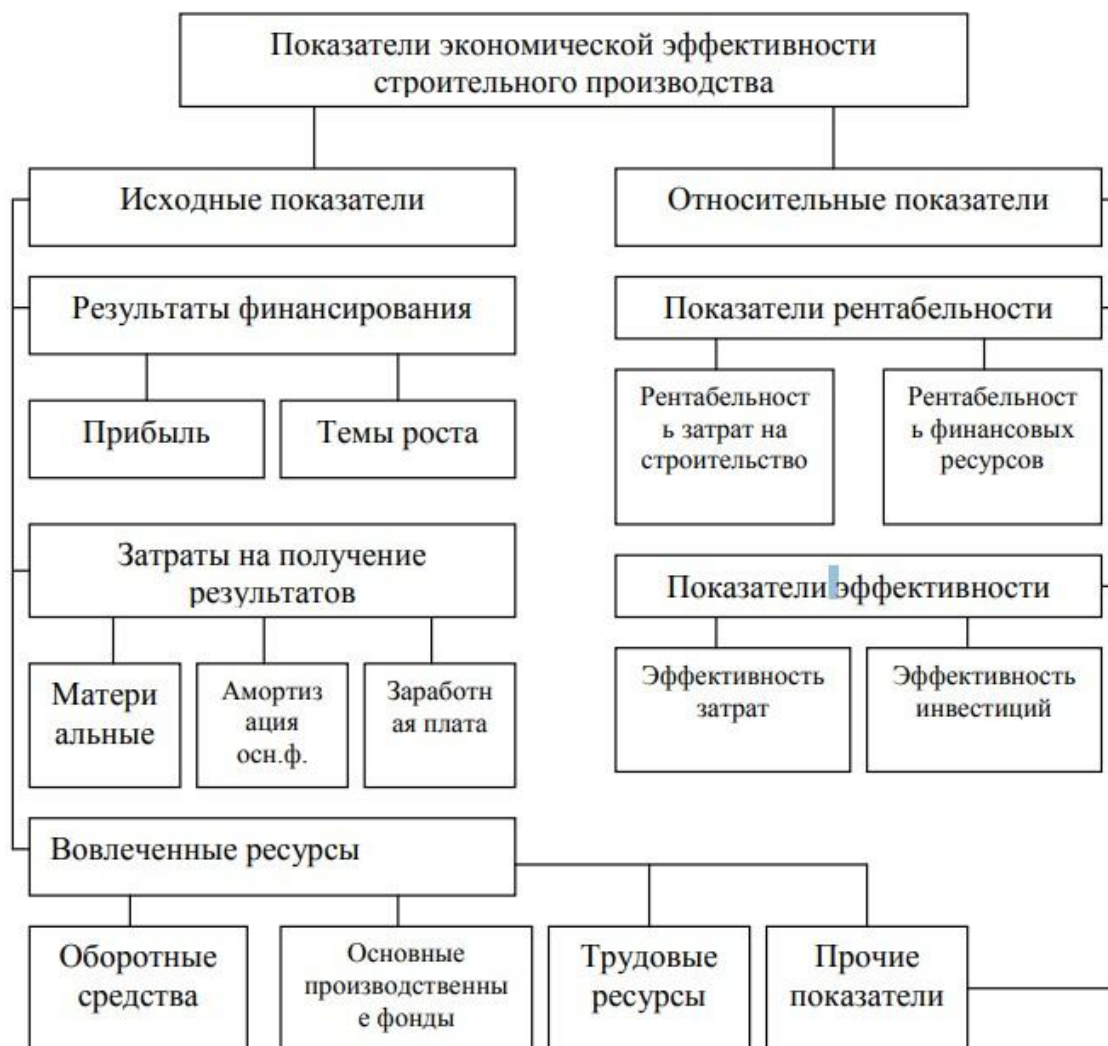 Показатели экономической эффективности
строительного производства
Исходные показатели
Относительные показатели
Результаты финансирования
Показатели рентабельности
Прибыль
Темы роста
Рентабельност
ь затрат на
строительство
Рентабельност
ь финансовых
ресурсов
Затраты на получение
результатов
Показатели эффективности
Матери
альные
Амортиз
ация
осн.ф.
Заработн
ая плата
Эффективность
затрат
Эффективность
инвестиций
Вовлеченные ресурсы
Оборотные
средства
Основные
производственны
е фонды
Трудовые
ресурсы
Прочие
показатели